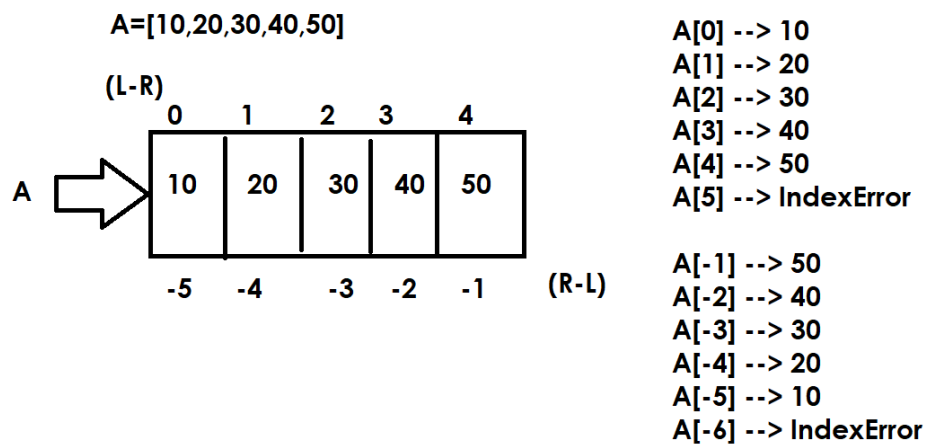 A=[10,20,30,40,50]
(L-R)
0 1 2 3 4
A 10 20 30 40 50
-5 -4 -3 -2 -1 (R-L)
A[0] --> 10
A[1] --> 20
A[2] --> 30
A[3] --> 40
A[4] --> 50
A[5] --> IndexError
A[-1] --> 50
A[-2] --> 40
A[-3] --> 30
A[-4] --> 20
A[-5] --> 10
A[-6] --> IndexError